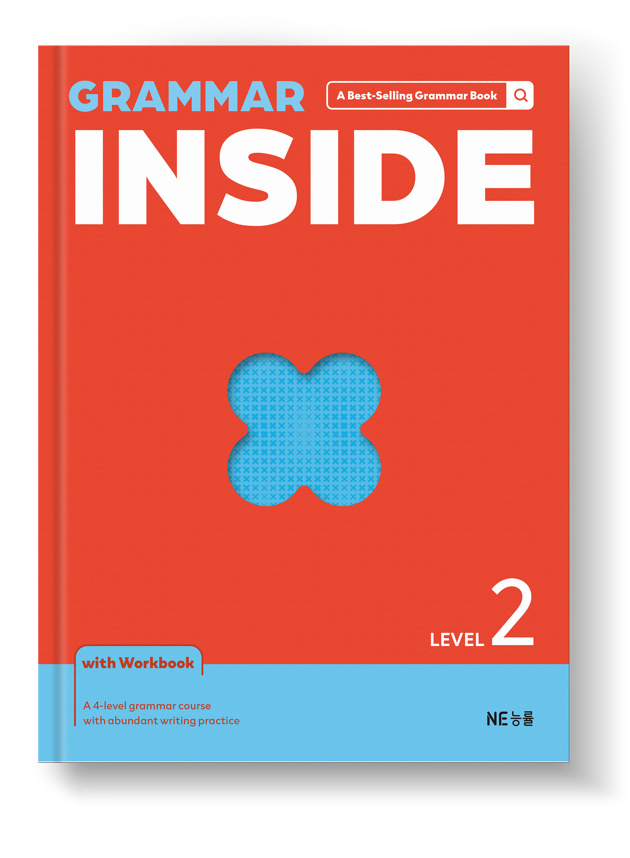 GRAMMAR
A Best-Selling Grammar Book
INSIDE
LEVEL 2
with Workbook
A 4-level grammar course
with abundant writing practice
NE능률